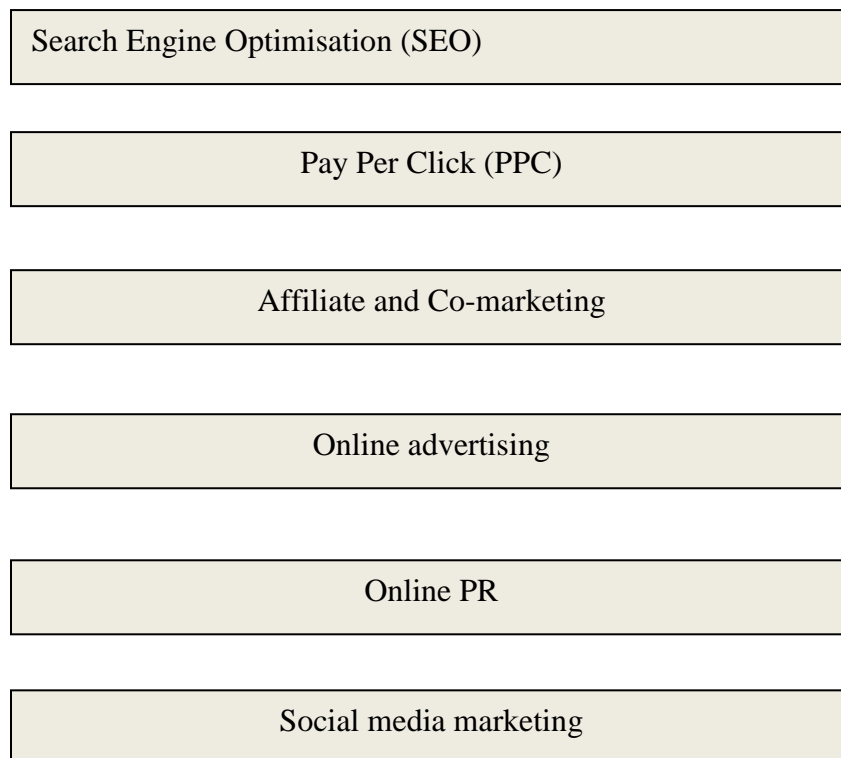 Search Engine Optimisation (SEO)
Pay Per Click (PPC)
Affiliate and Co-marketing
Online advertising
Online PR
Social media marketing